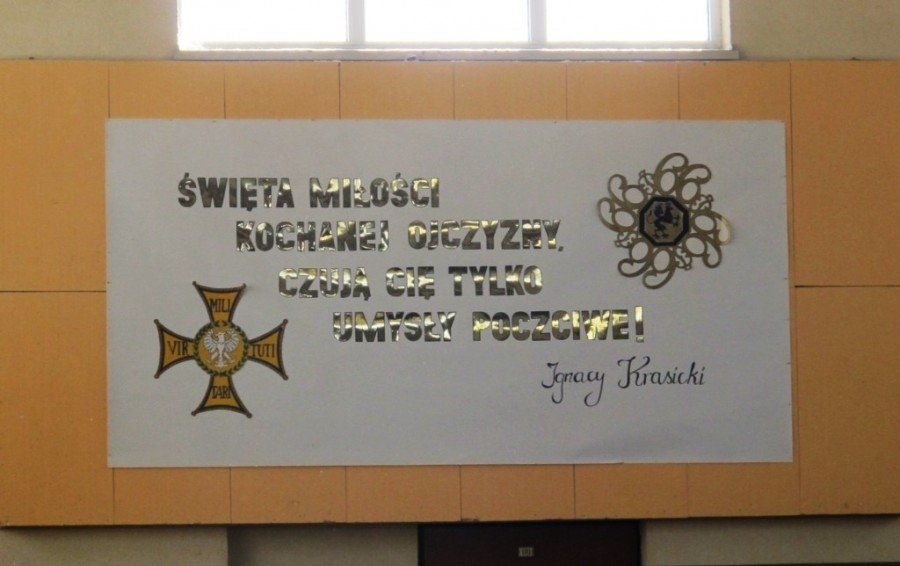 ŚWIĘTA MIŁOŚCI
KOCHANEJ OJCZYZNY,
CZUJĄ CIĘ TYLKO
UMYSŁY POCZCIWE!
Ignacy Krasicki
MILI
VIR TUTI
TARI